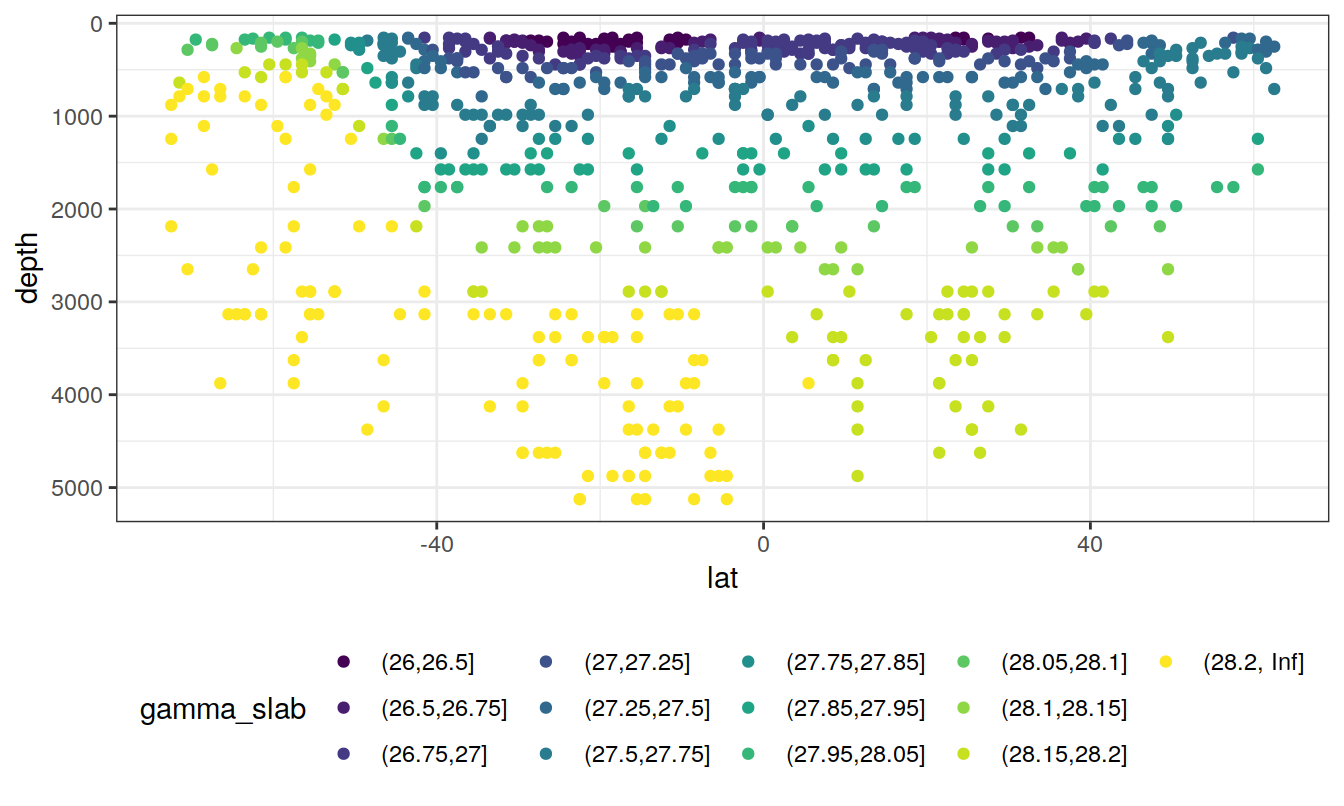 0
1000
2000
3000
4000
5000
depth
-40 0 40
lat
gamma_slab
(26,26.5] (27,27.25] (27.75,27.85] (28.05,28.1] (28.2, Inf]
(26.5,26.75] (27.25,27.5] (27.85,27.95] (28.1,28.15]
(26.75,27] (27.5,27.75] (27.95,28.05] (28.15,28.2]